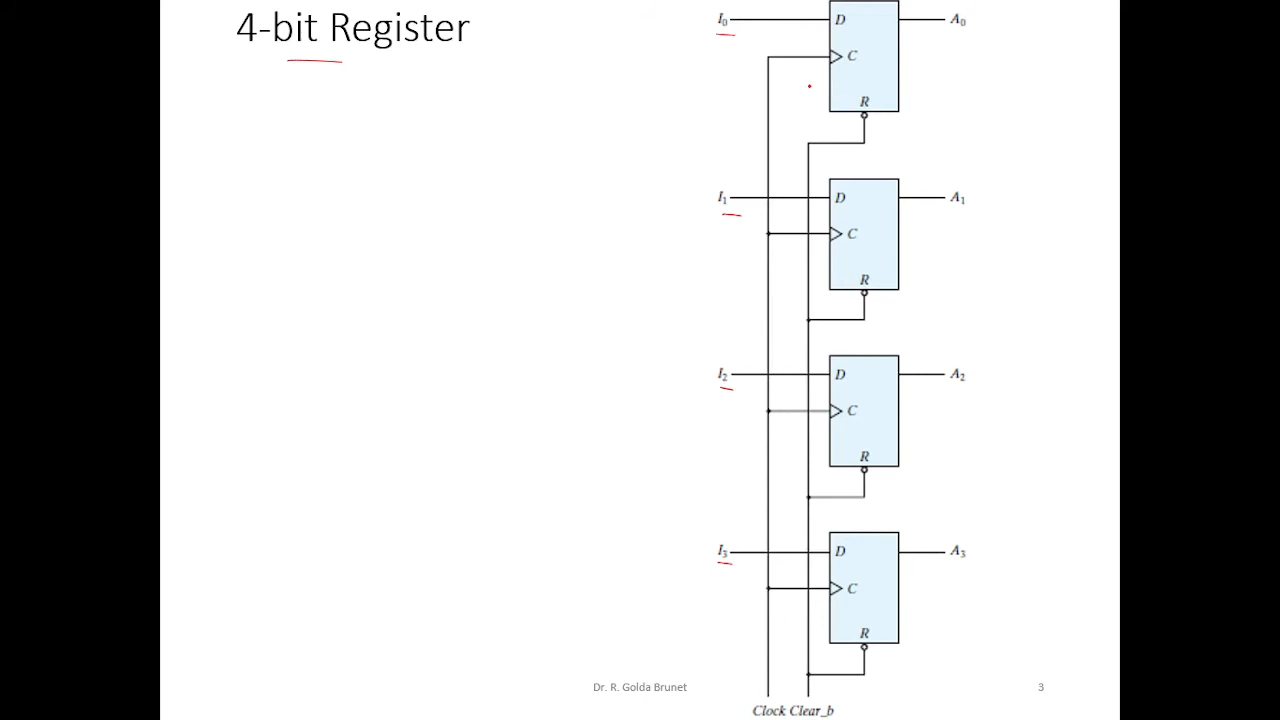 4-bit Register
I₀ D A₀
C
R
I₁ D A₁
C
R
I₂ D A₂
C
R
I₃ D A₃
C
R
Dr. R. Golda Brunet
3
Clock Clear_b